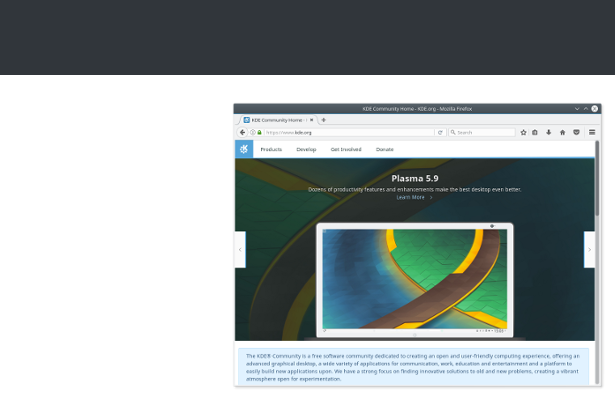 KDE Community Home - KDE.org - Mozilla Firefox
KDE Community Home -
https://www.kde.org
Search
Products
Develop
Get Involved
Donate
Plasma 5.9
Dozens of productivity features and enhancements make the best desktop even better.
Learn More
The KDE® Community is a free software community dedicated to creating an open and user-friendly computing experience, offering an
advanced graphical desktop, a wide variety of applications for communication, work, education and entertainment and a platform to
easily build new applications upon. We have a strong focus on finding innovative solutions to old and new problems, creating a vibrant
atmosphere open for experimentation.